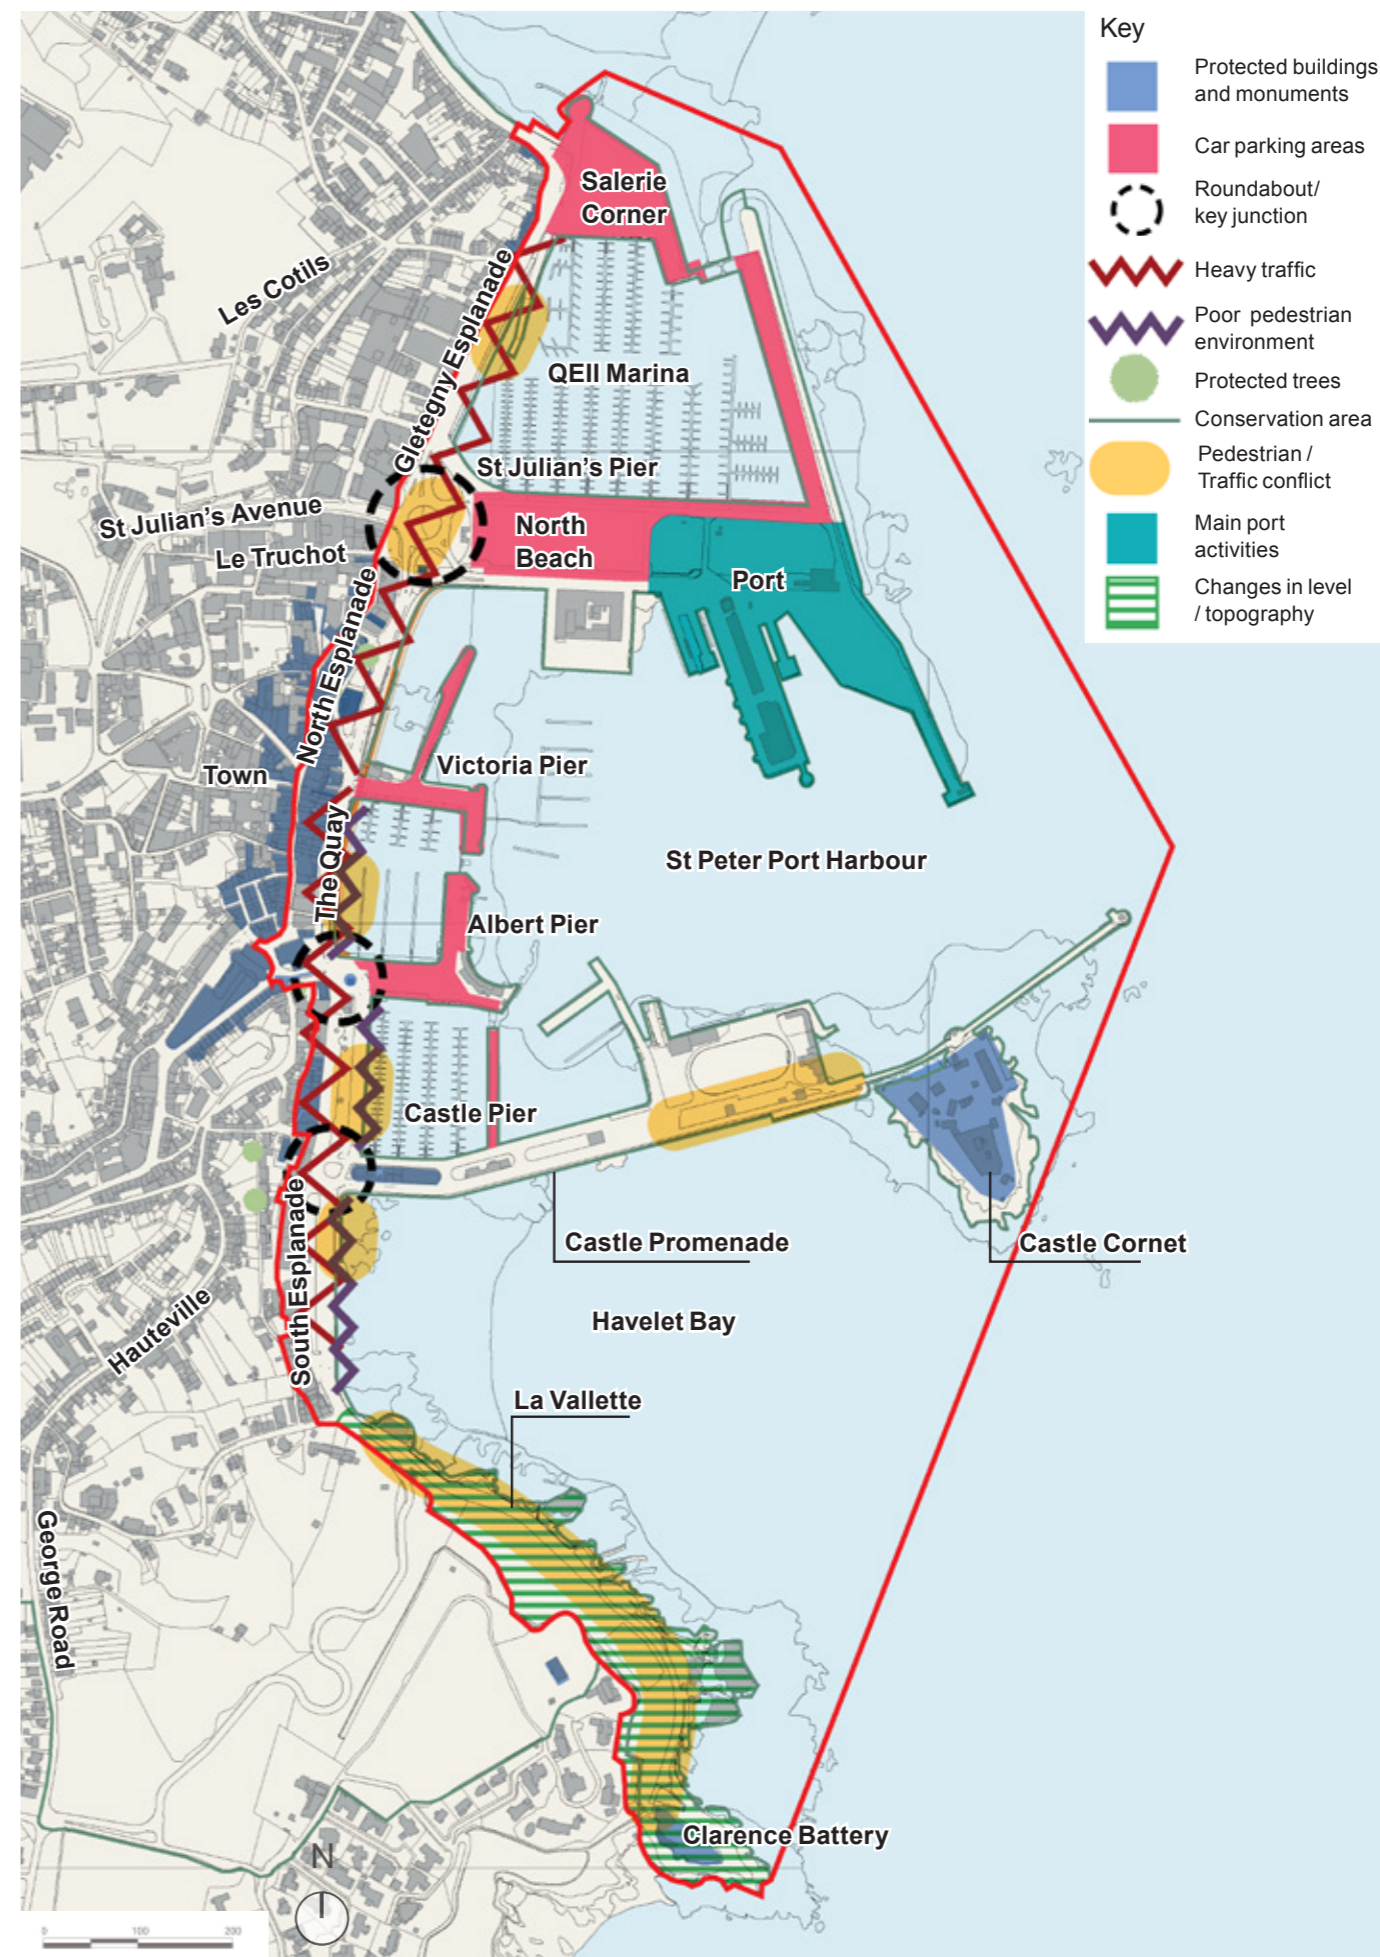 Key
Protected buildings
and monuments
Car parking areas
Roundabout/
key junction
Heavy traffic
Poor pedestrian
environment
Protected trees
Conservation area
Pedestrian /
Traffic conflict
Main port
activities
Changes in level
/ topography
Salerie
Corner
Les Cotils
Gletegny Esplanade
QEII Marina
St Julian's Pier
St Julian's Avenue
North
Beach
Le Truchot
Port
North Esplanade
Victoria Pier
Town
The Quay
St Peter Port Harbour
Albert Pier
Castle Pier
Castle Promenade
Castle Cornet
South Esplanade
Hauteville
Havelet Bay
La Vallette
George Road
Clarence Battery
N
0 100 200